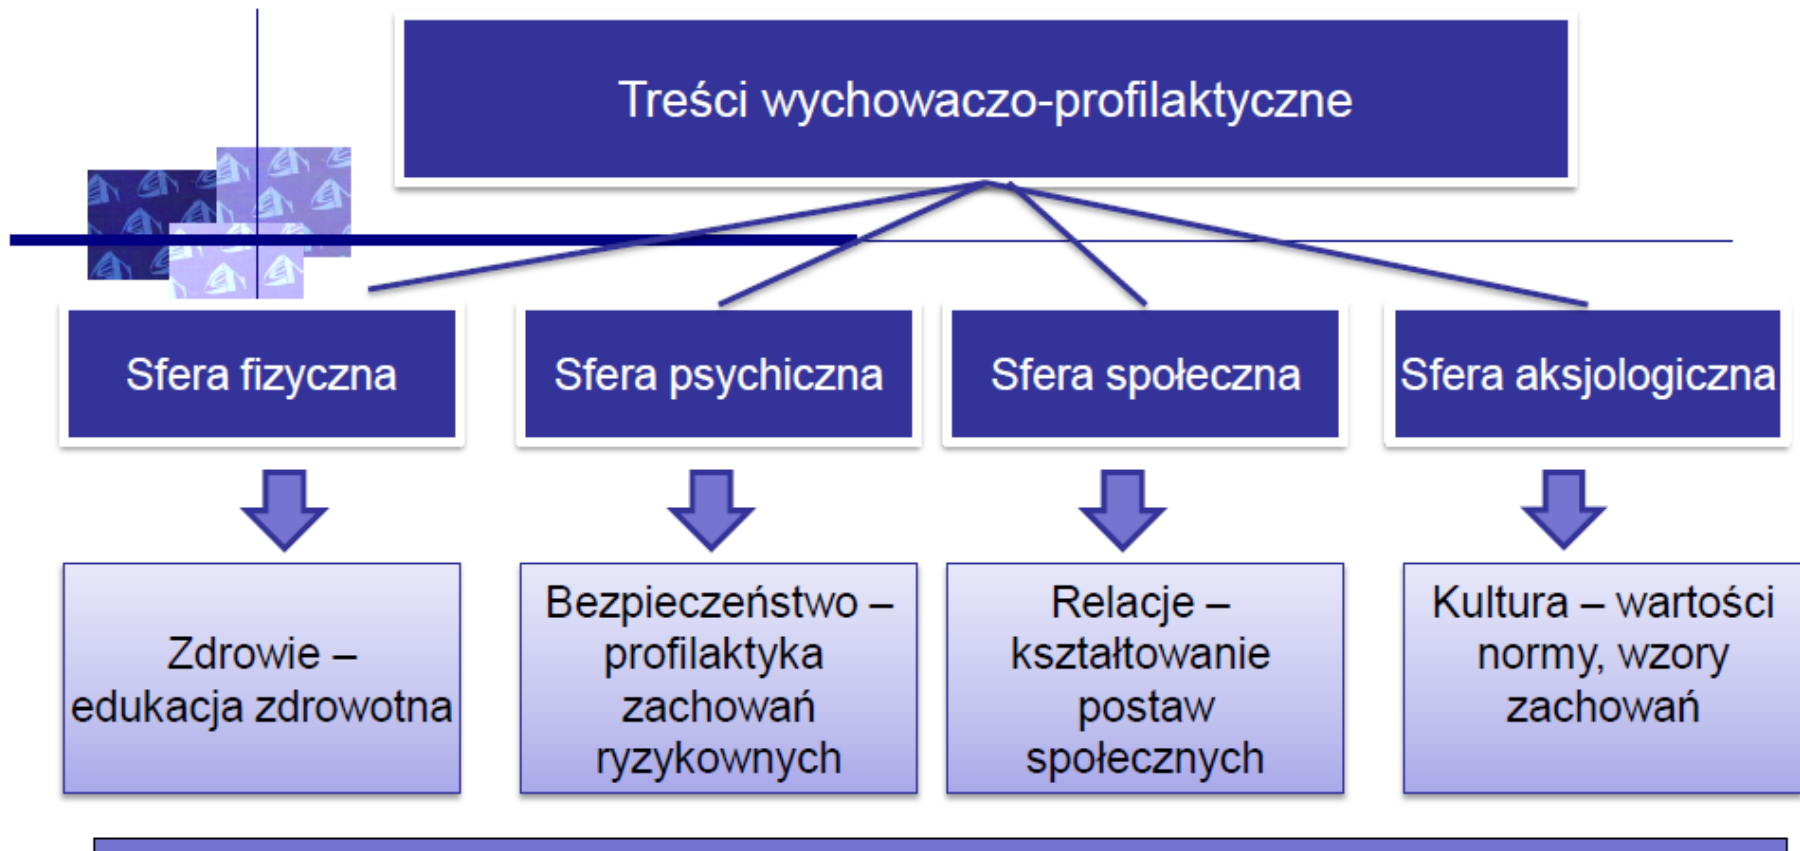 Treści wychowaczo-profilaktyczne
Sfera fizyczna
Sfera psychiczna
Sfera społeczna
Sfera aksjologiczna
Zdrowie –
edukacja zdrowotna
Bezpieczeństwo –
profilaktyka
zachowań
ryzykownych
Relacje –
kształtowanie
postaw
społecznych
Kultura – wartości
normy, wzory
zachowań